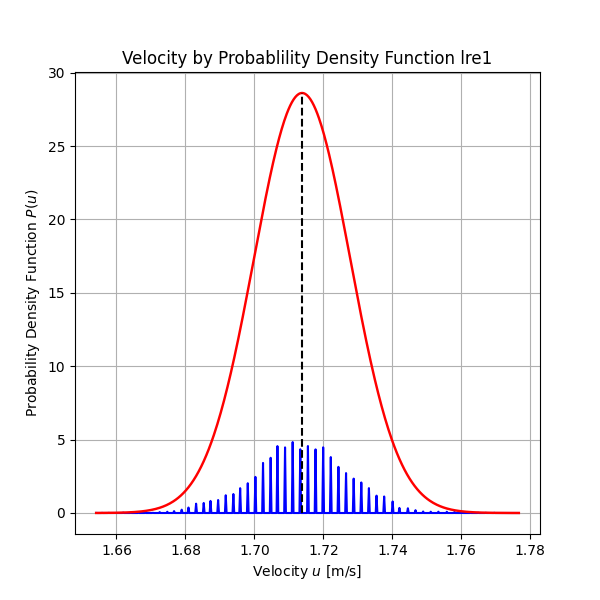 Velocity by Probablility Density Function lre1
Probability Density Function P(u)
30
25
20
15
10
5
0
1.66 1.68 1.70 1.72 1.74 1.76 1.78
Velocity u [m/s]